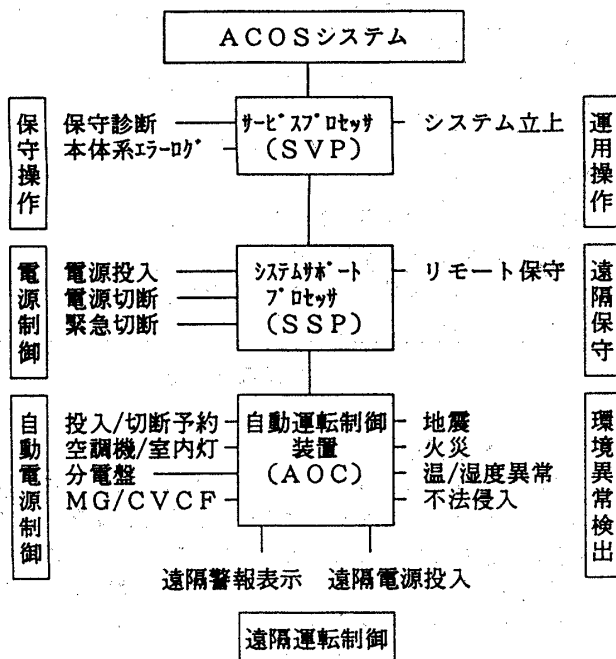 ACOSシステム
保守操作
保守診断
本体系エラーログ
サービスプロセッサ
(SVP)
システム立上
運用操作
電源制御
電源投入
電源切断
緊急切断
システムサポート
プロセッサ
(SSP)
リモート保守
遠隔保守
自動電源制御
投入/切断予約
空調機/室内灯
分電盤
MG/CVCF
自動運転制御
装置
(AOC)
地震
火災
温/湿度異常
不法侵入
環境異常検出
遠隔警報表示
遠隔電源投入
遠隔運転制御